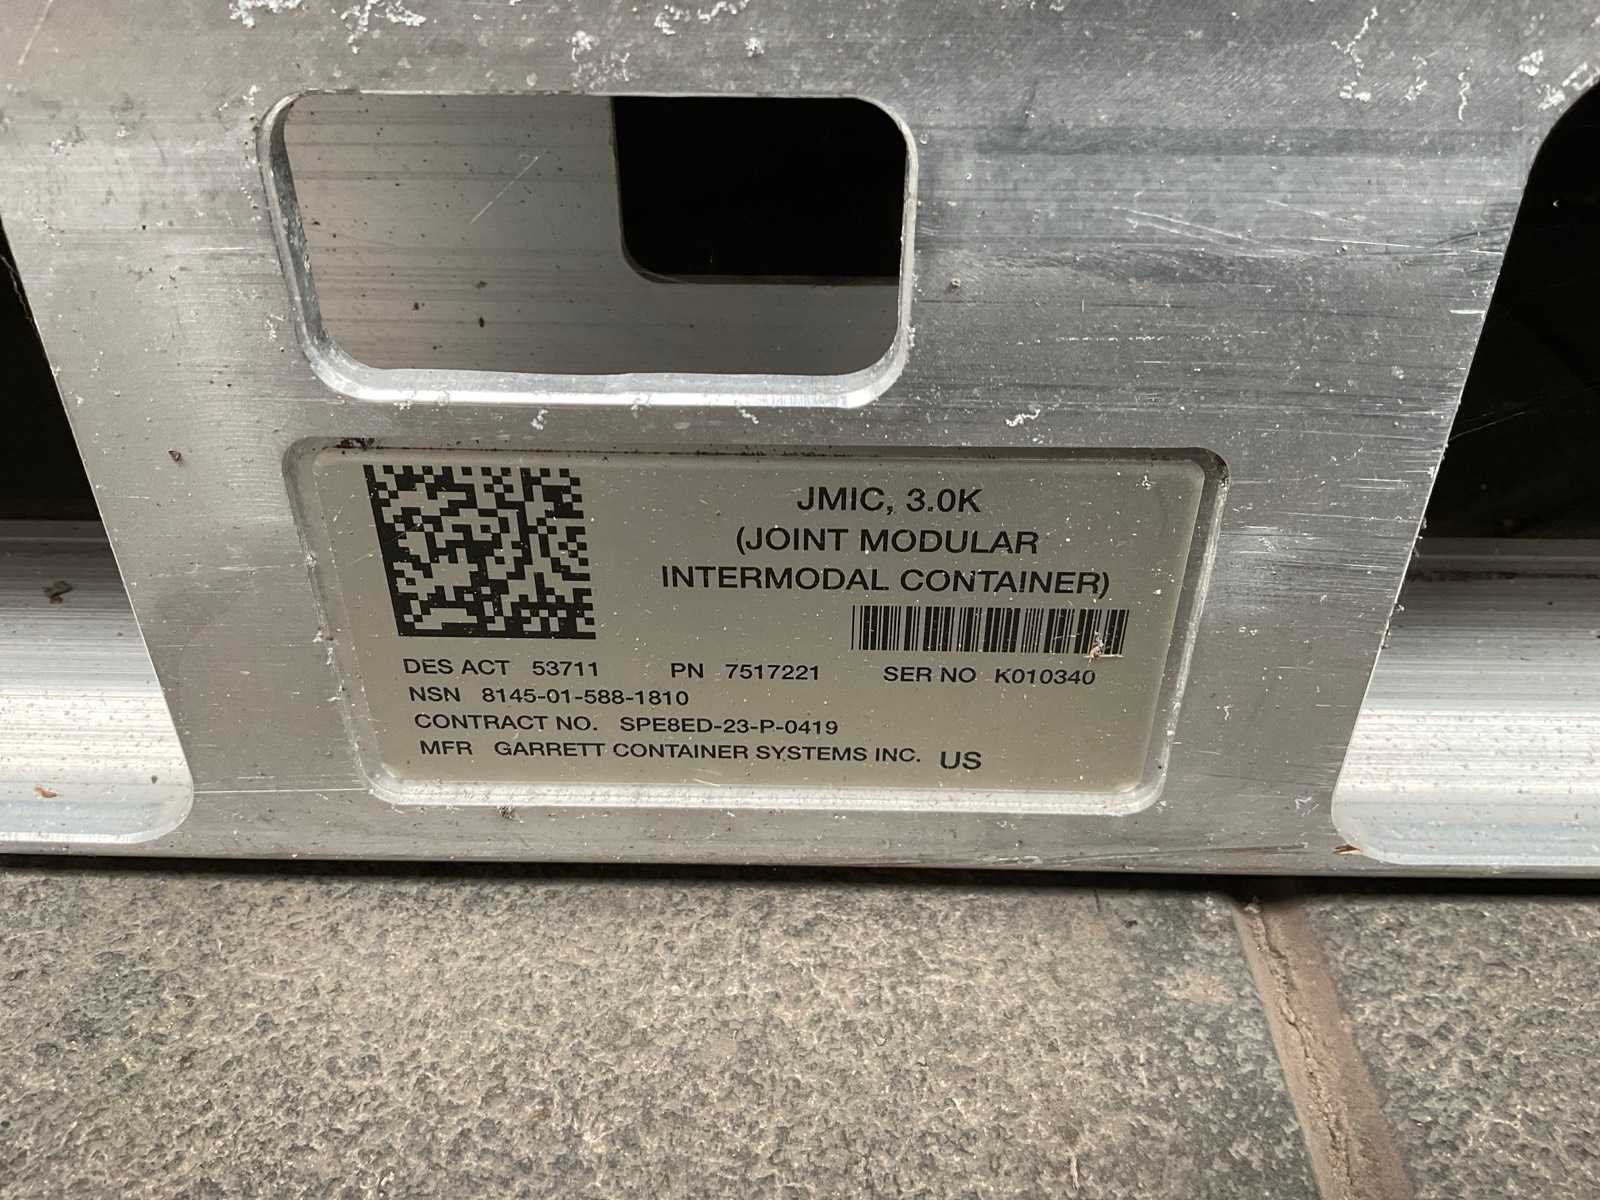 JMIC, 3.0K
(JOINT MODULAR
INTERMODAL CONTAINER)
DES ACT 53711 PN 7517221 SER NO K010340
NSN 8145-01-588-1810
CONTRACT NO. SPE8ED-23-P-0419
MFR GARRETT CONTAINER SYSTEMS INC. US